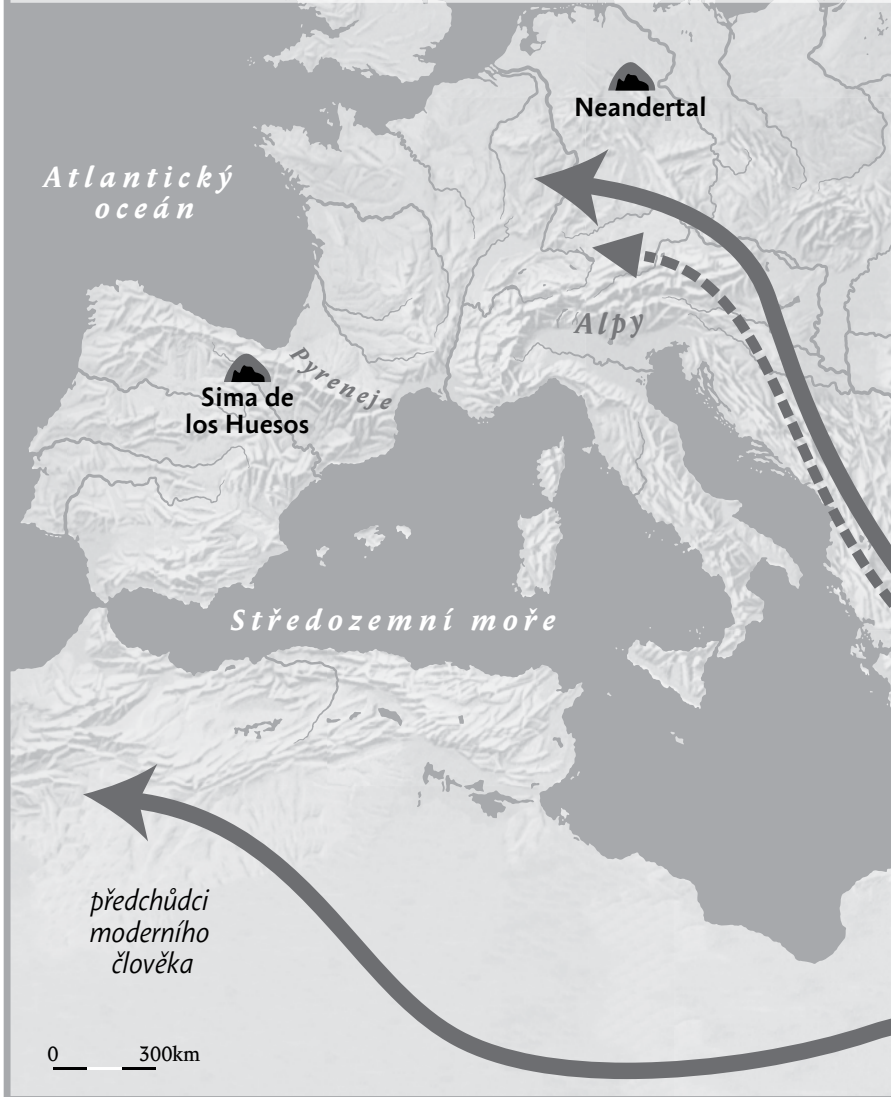 Neandertal
Atlantický
oceán
Alpy
Pyreneje
Sima de
los Huesos
Středozemní moře
předchůdci
moderního
člověka
0 300km